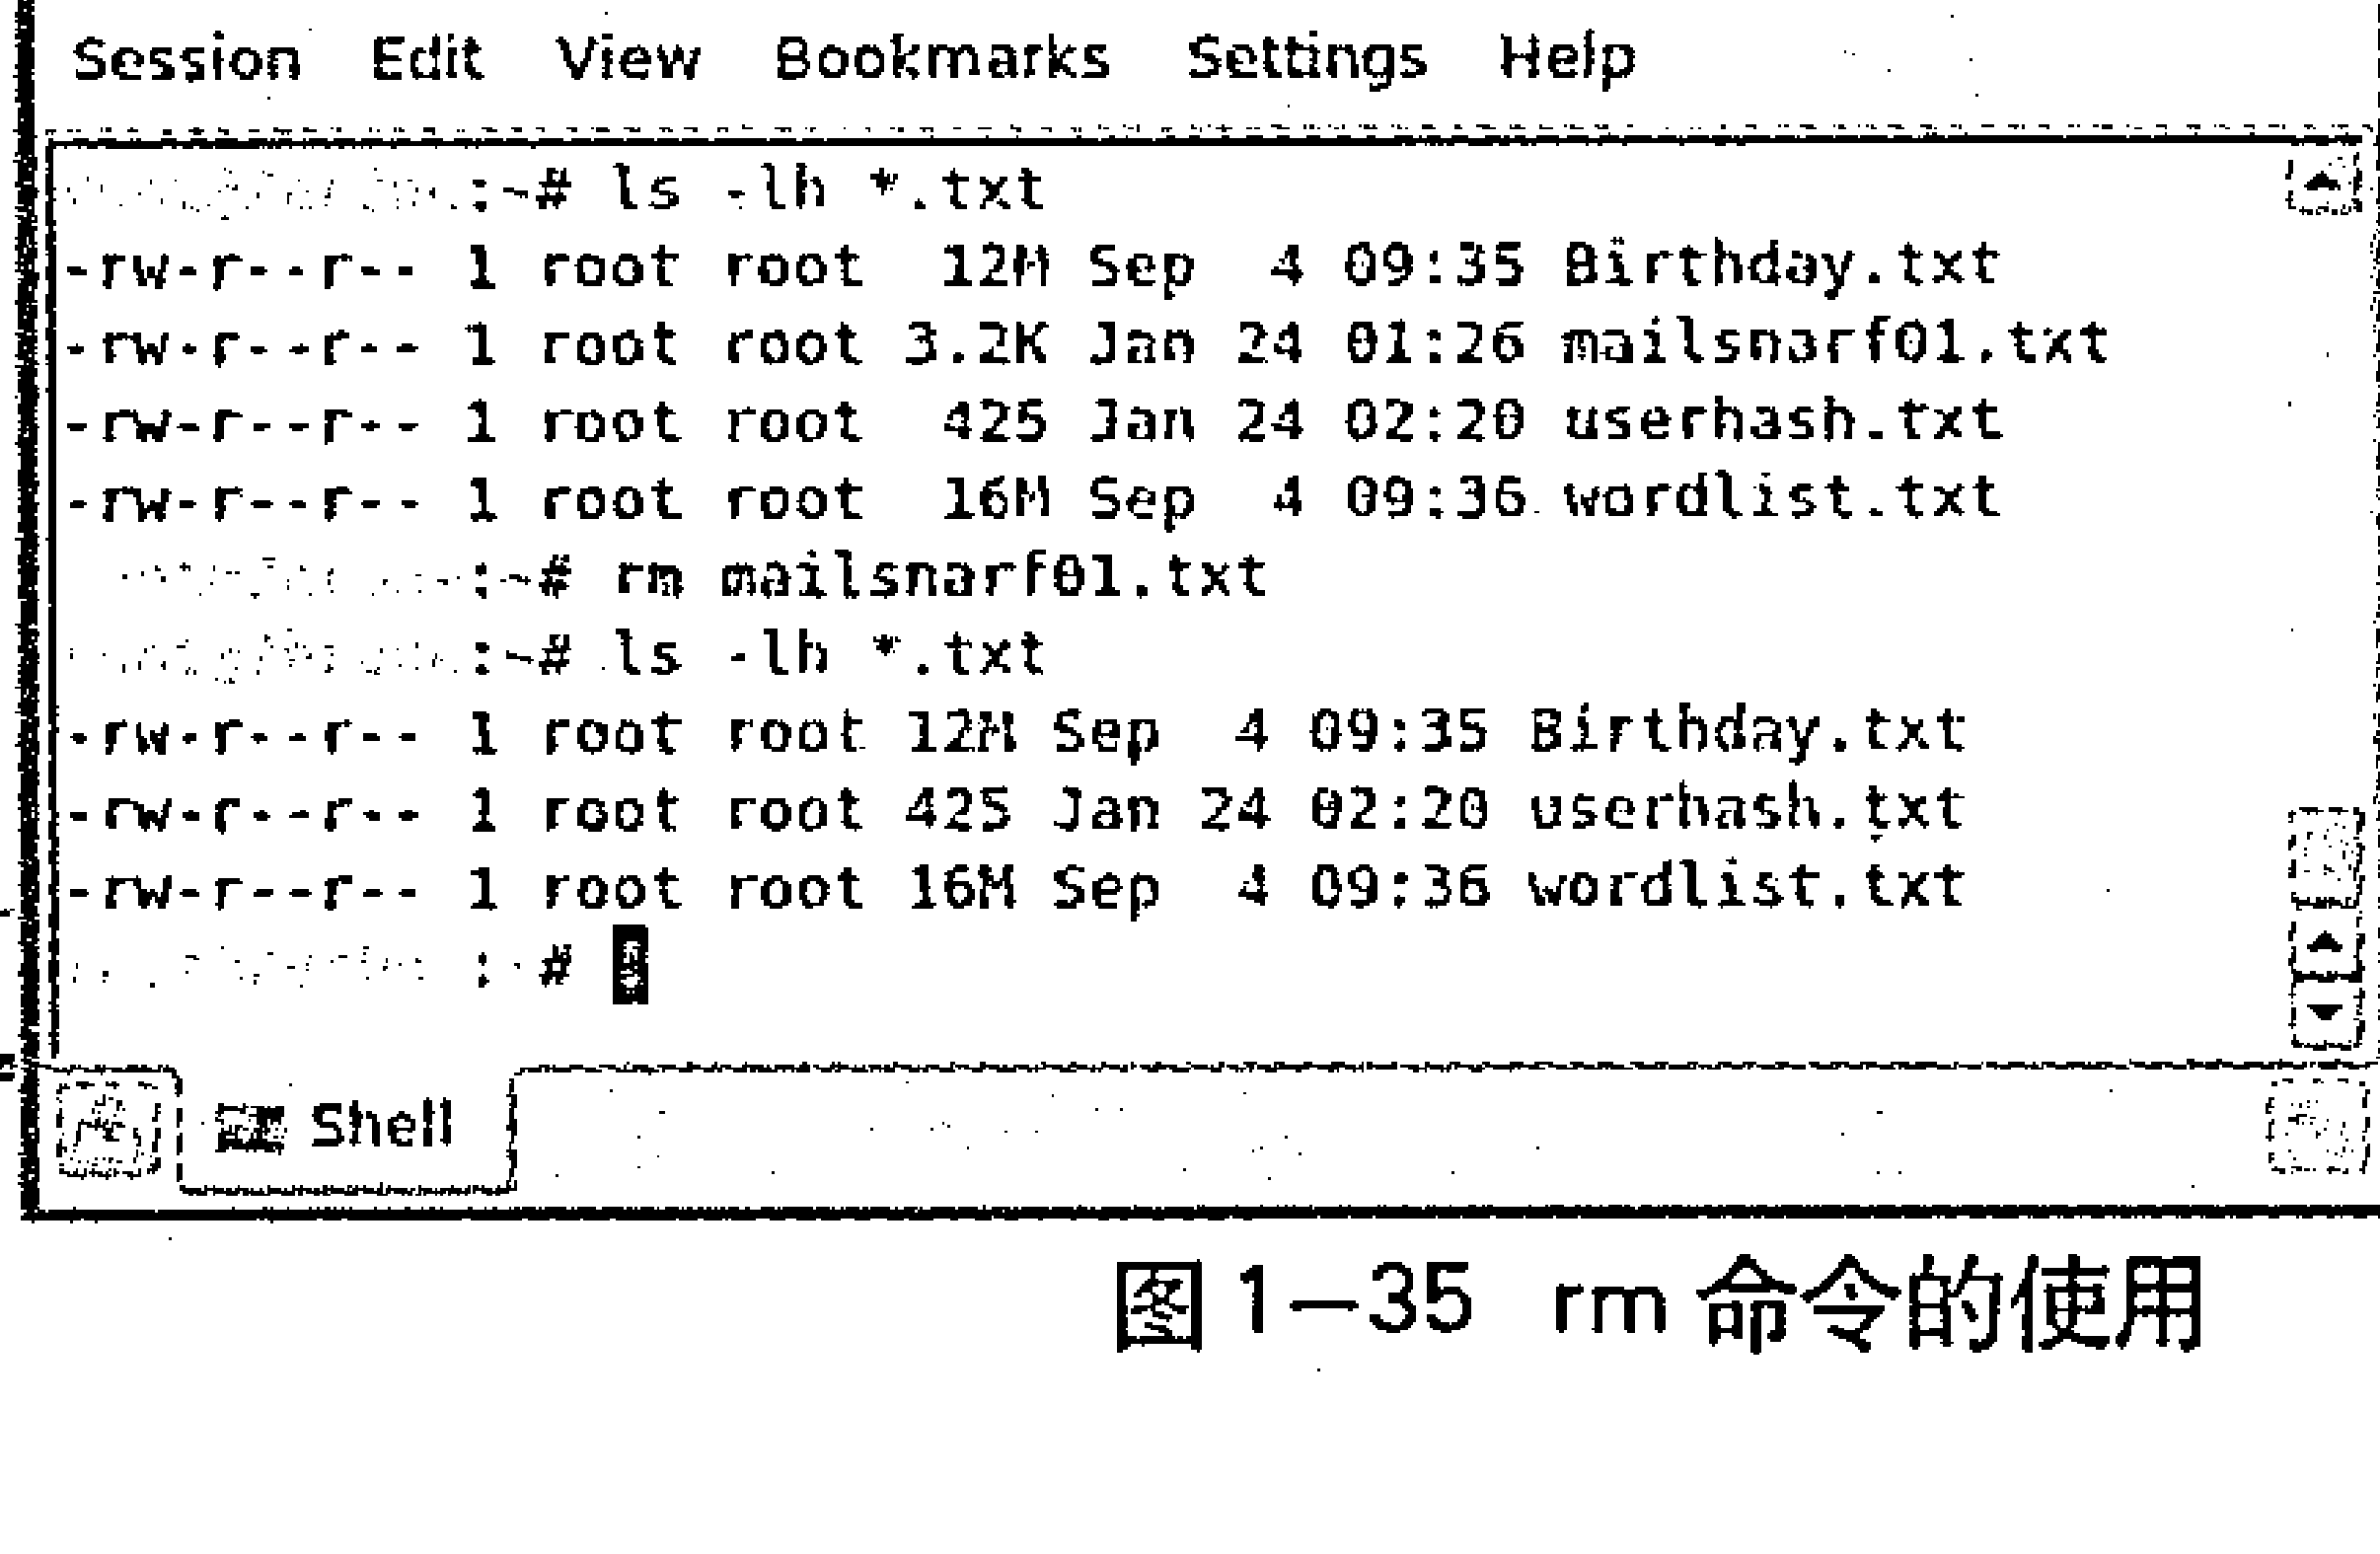 Session Edit View Bookmarks Settings Help
:~# ls -lh *.txt
-rw-r--r-- 1 root root  12M Sep  4 09:35 Birthday.txt
-rw-r--r-- 1 root root 3.2K Jan 24 01:26 mailsnarf01.txt
-rw-r--r-- 1 root root  425 Jan 24 02:20 userhash.txt
-rw-r--r-- 1 root root  16M Sep  4 09:36 wordlist.txt
:~# rm mailsnarf01.txt
:~# ls -lh *.txt
-rw-r--r-- 1 root root 12M Sep  4 09:35 Birthday.txt
-rw-r--r-- 1 root root 425 Jan 24 02:20 userhash.txt
-rw-r--r-- 1 root root 16M Sep  4 09:36 wordlist.txt
: #
Shell
图1—35 rm 命令的使用